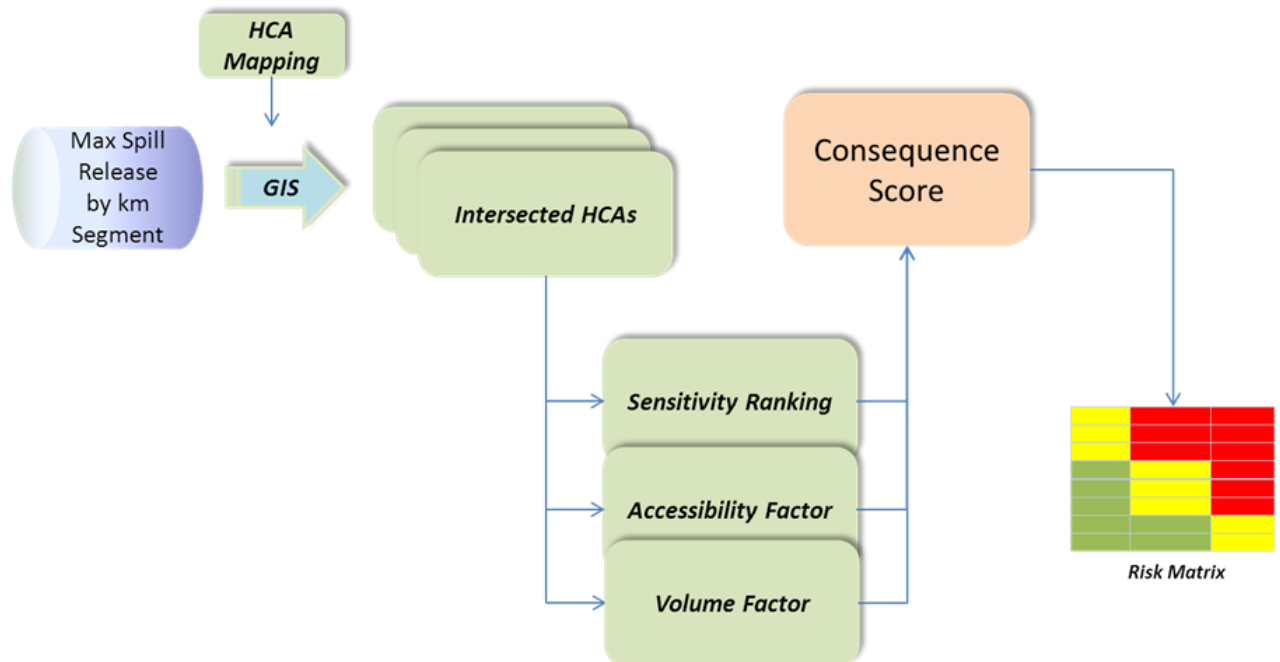 HCA
Mapping
Max Spill
Release
by km
Segment
GIS
Intersected HCAs
Consequence
Score
Sensitivity Ranking
Accessibility Factor
Volume Factor
Risk Matrix